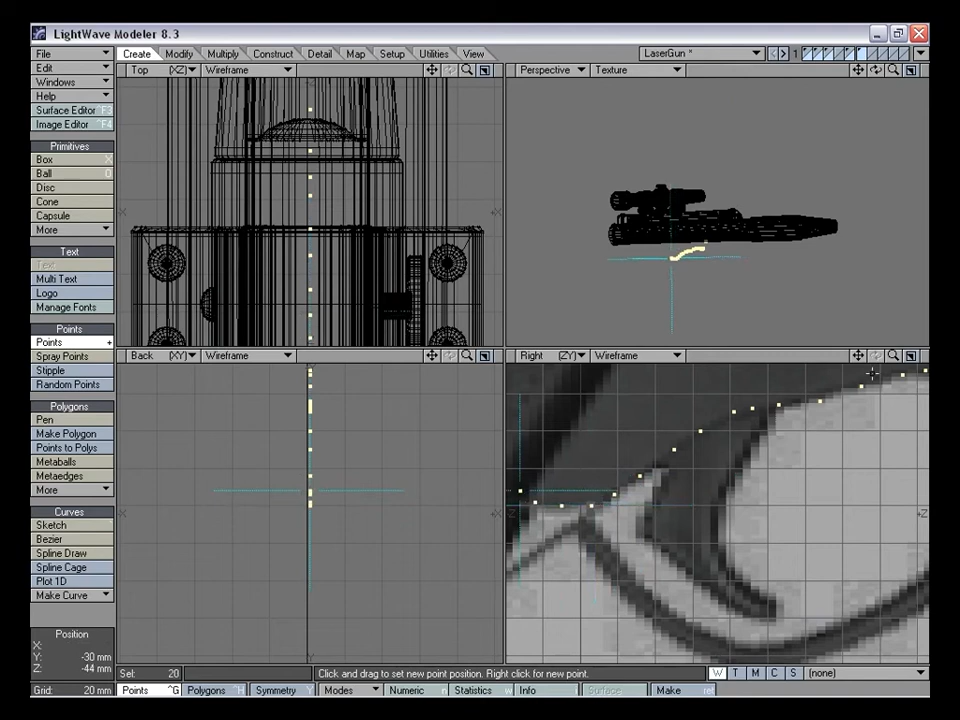 LightWave Modeler 8.3
File Create Modify Multiply Construct Detail Map Setup Utilities View LaserGun * 1
Edit Top (XZ) Wireframe Perspective Texture
Windows
Help
Surface Editor F3
Image Editor ^F4
Primitives
Box X
Ball O
Disc
Cone
Capsule
More
Text
Text
Multi Text
Logo
Manage Fonts
Points
Points +
Back (XY) Wireframe Right (ZY) Wireframe
Spray Points
Stipple
Random Points
Polygons
Pen
Make Polygon
Points to Polys
Metaballs
Metaedges
More
Curves
Sketch
Bezier
Spline Draw
Spline Cage
Plot 1D
Make Curve
Position
X:
Y: -30 mm
Z: -44 mm
Sel: 20 Click and drag to set new point position. Right click for new point. W T M C S (none)
Grid: 20 mm Points ^G Polygons ^H Symmetry Y Modes Numeric n Statistics w Info i Surface Make ret